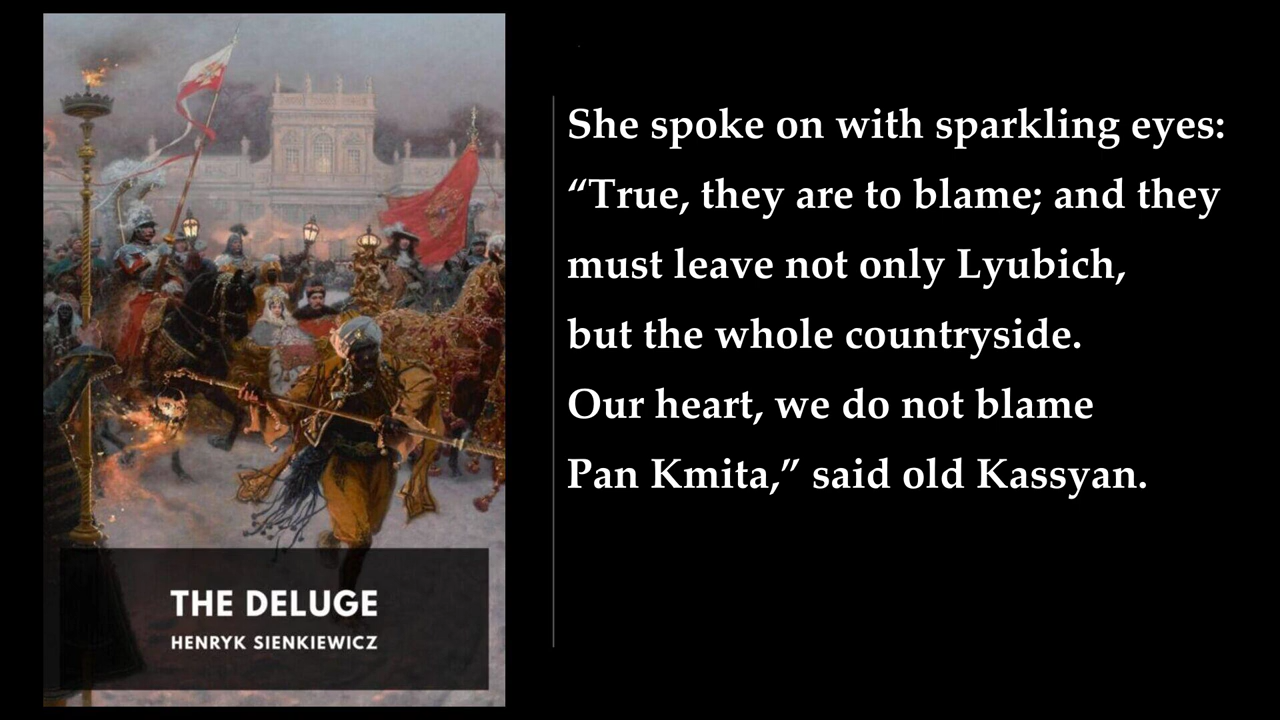 She spoke on with sparkling eyes:
“True, they are to blame; and they
must leave not only Lyubich,
but the whole countryside.
Our heart, we do not blame
Pan Kmita,” said old Kassyan.
THE DELUGE
HENRYK SIENKIEWICZ